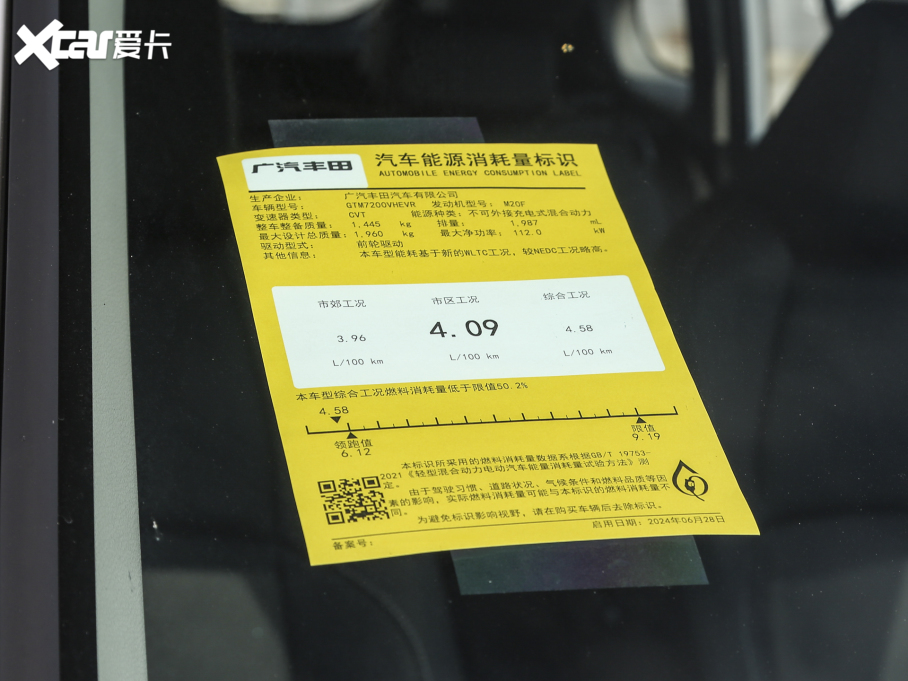 Xcar爱卡
广汽丰田 汽车能源消耗量标识
AUTOMOBILE ENERGY CONSUMPTION LABEL
生产企业： 广汽丰田汽车有限公司
车辆型号： GTM7200VHEVR 发动机型号： M20F
变速器类型： CVT 能源种类：不可外接充电式混合动力
整车整备质量： 1,445 kg 排量： 1,987 mL
最大设计总质量：1,960 kg 最大净功率：112.0 kW
驱动型式： 前轮驱动
其他信息： 本车型能耗基于新的WLTC工况，较NEDC工况略高。
市郊工况 市区工况 综合工况
3.96 4.09 4.58
L/100 km L/100 km L/100 km
本车型综合工况燃料消耗量低于限值50.2%
4.58
领跑值 限值
6.12 9.19
本标识所采用的燃料消耗量数据系根据GB/T 19753-
2021《轻型混合动力电动汽车能量消耗量试验方法》测
定。
由于驾驶习惯、道路状况、气候条件和燃料品质等因
素的影响，实际燃料消耗量可能与本标识的燃料消耗量不
同。
为避免标识影响视野，请在购买车辆后去除标识。
备案号： 启用日期：2024年06月28日